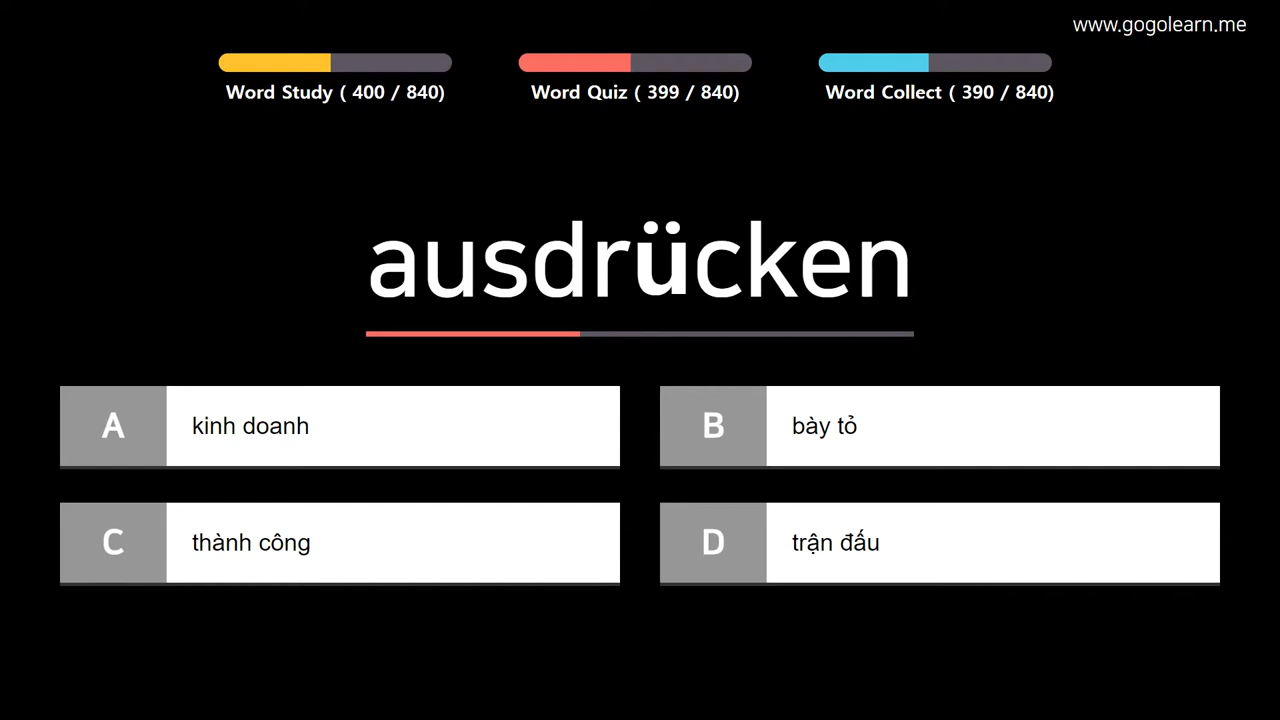 www.gogolearn.me
Word Study ( 400 / 840)
Word Quiz ( 399 / 840)
Word Collect ( 390 / 840)
ausdrücken
A kinh doanh
B bày tỏ
C thành công
D trận đấu